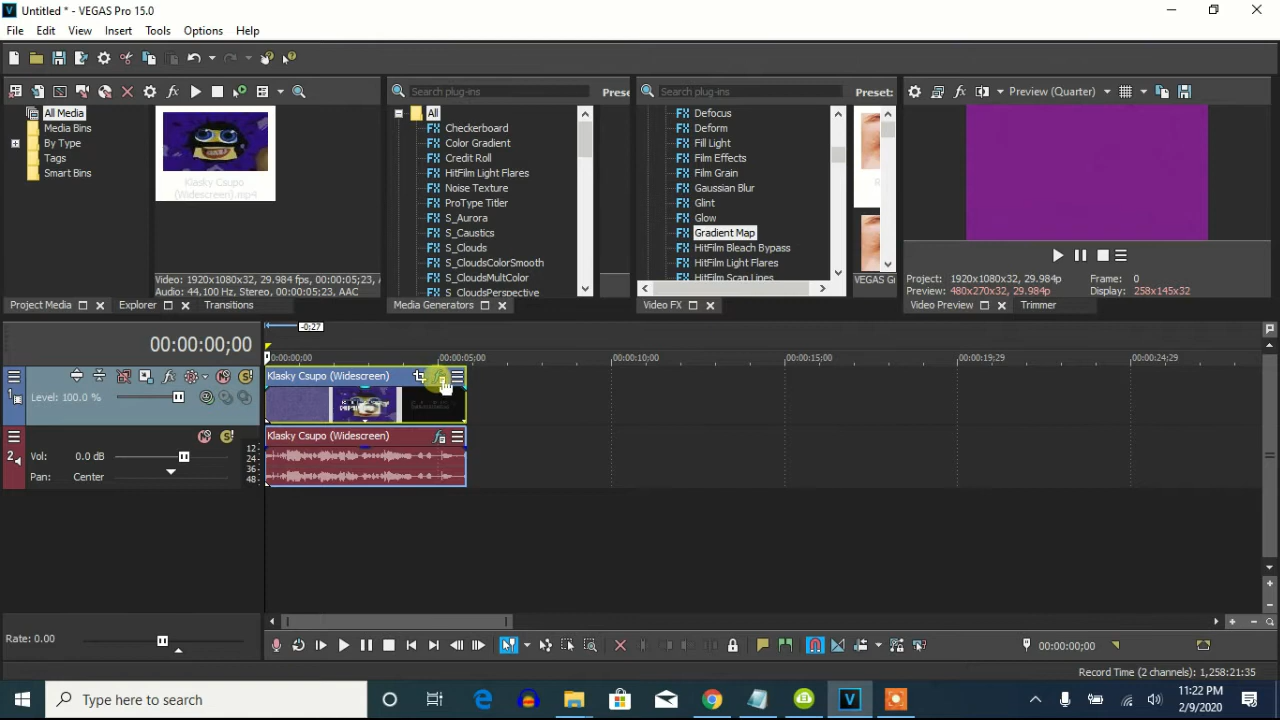 Untitled * - VEGAS Pro 15.0
File Edit View Insert Tools Options Help
Search plug-ins
Preset:
Search plug-ins
Preset:
Preview (Quarter)
All Media
Media Bins
By Type
Tags
Smart Bins
Klasky Csupo
(Widescreen).mp4
All
Checkerboard
Color Gradient
Credit Roll
HitFilm Light Flares
Noise Texture
ProType Titler
S_Aurora
S_Caustics
S_Clouds
S_CloudsColorSmooth
S_CloudsMultColor
S_CloudsPerspective
Defocus
Deform
Fill Light
Film Effects
Film Grain
Gaussian Blur
Glint
Glow
Gradient Map
HitFilm Bleach Bypass
HitFilm Light Flares
HitFilm Scan Lines
VEGAS Gr
Video: 1920x1080x32, 29.984 fps, 00:00:05;23,
Audio: 44,100 Hz, Stereo, 00:00:05;23, AAC
Project: 1920x1080x32, 29.984p
Frame: 0
Preview: 480x270x32, 29.984p
Display: 258x145x32
Project Media
Explorer
Transitions
Media Generators
Video FX
Video Preview
Trimmer
-0;27
00:00:00;00
00:00:00;00 00:00:05;00 00:00:10;00 00:00:15;00 00:00:19;29 00:00:24;29
1
Level: 100.0 %
Klasky Csupo (Widescreen)
2
Vol: 0.0 dB
Pan: Center
12-
24-
36-
48-
Klasky Csupo (Widescreen)
Rate: 0.00
00:00:00;00
Record Time (2 channels): 1,258:21:35
Type here to search
11:22 PM
2/9/2020